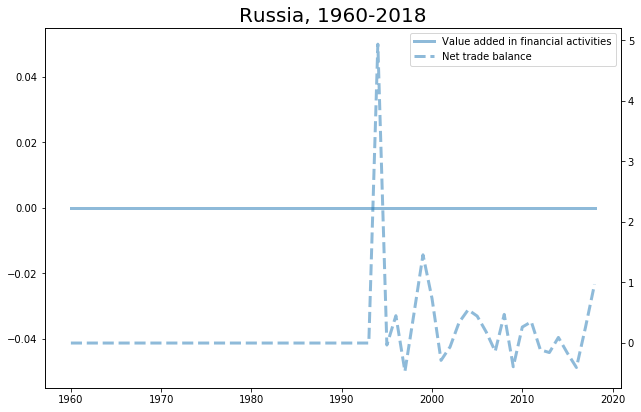 Russia, 1960-2018
Value added in financial activities
Net trade balance
0.04
0.02
0.00
−0.02
−0.04
5
4
3
2
1
0
1960 1970 1980 1990 2000 2010 2020